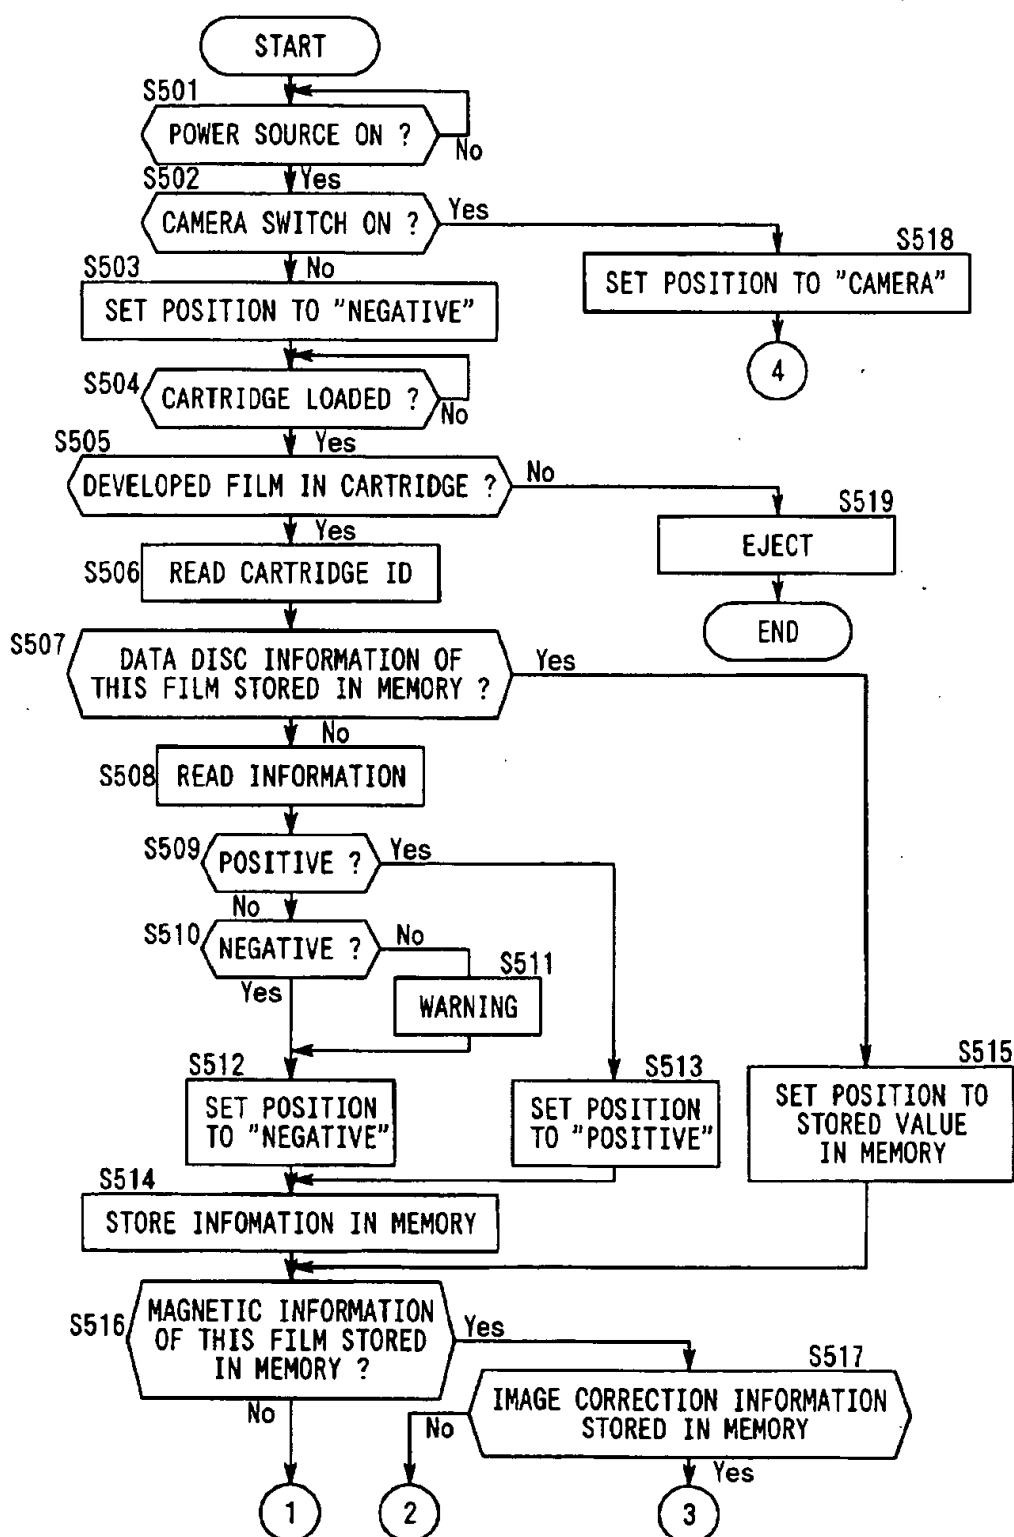 START
S501
POWER SOURCE ON ?
No
Yes
S502
CAMERA SWITCH ON ?
Yes
No
S518
SET POSITION TO "CAMERA"
4
S503
SET POSITION TO "NEGATIVE"
S504
CARTRIDGE LOADED ?
No
Yes
S505
DEVELOPED FILM IN CARTRIDGE ?
No
Yes
S519
EJECT
END
S506
READ CARTRIDGE ID
S507
DATA DISC INFORMATION OF
THIS FILM STORED IN MEMORY ?
Yes
No
S508
READ INFORMATION
S509
POSITIVE ?
Yes
No
S510
NEGATIVE ?
No
Yes
S511
WARNING
S512
SET POSITION
TO "NEGATIVE"
S513
SET POSITION
TO "POSITIVE"
S515
SET POSITION TO
STORED VALUE
IN MEMORY
S514
STORE INFOMATION IN MEMORY
S516
MAGNETIC INFORMATION
OF THIS FILM STORED
IN MEMORY ?
Yes
No
S517
IMAGE CORRECTION INFORMATION
STORED IN MEMORY
No
Yes
1
2
3